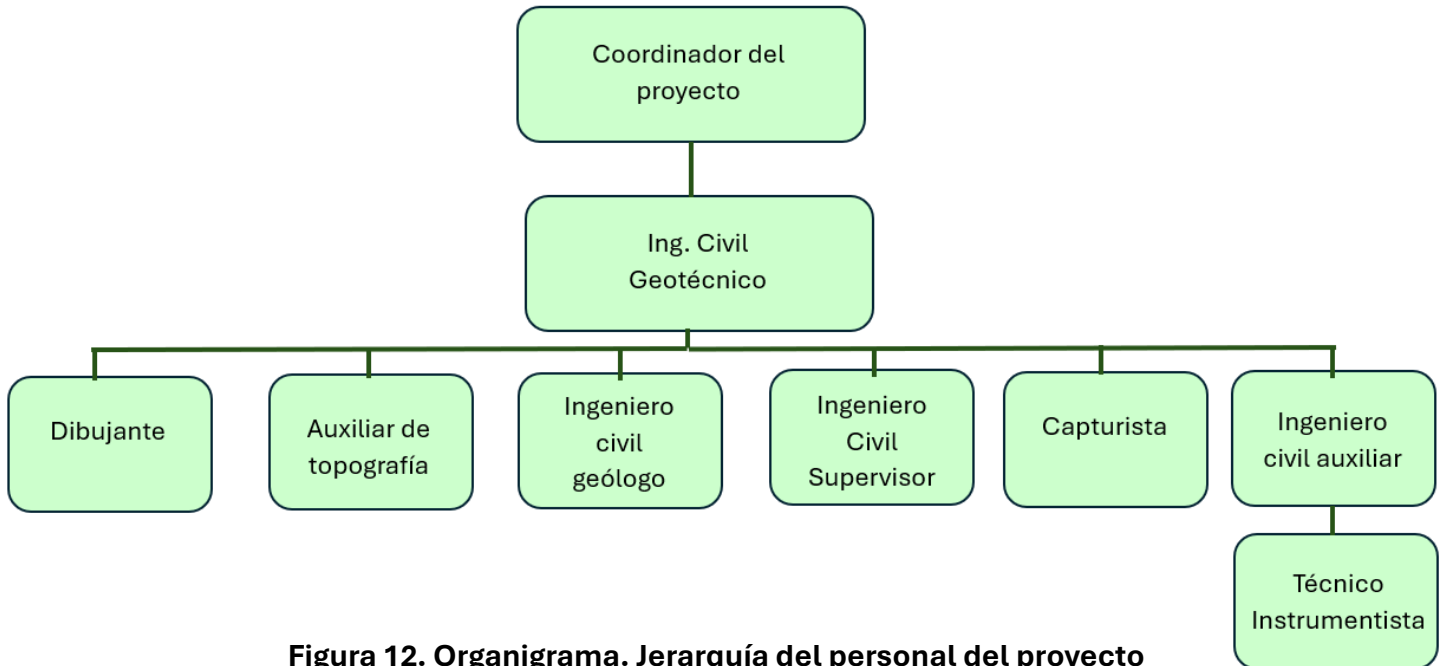 Coordinador del
proyecto
Ing. Civil
Geotécnico
Dibujante
Auxiliar de
topografía
Ingeniero
civil
geólogo
Ingeniero
Civil
Supervisor
Capturista
Ingeniero
civil auxiliar
Técnico
Instrumentista
Figura 12. Organigrama. Jerarquía del personal del proyecto